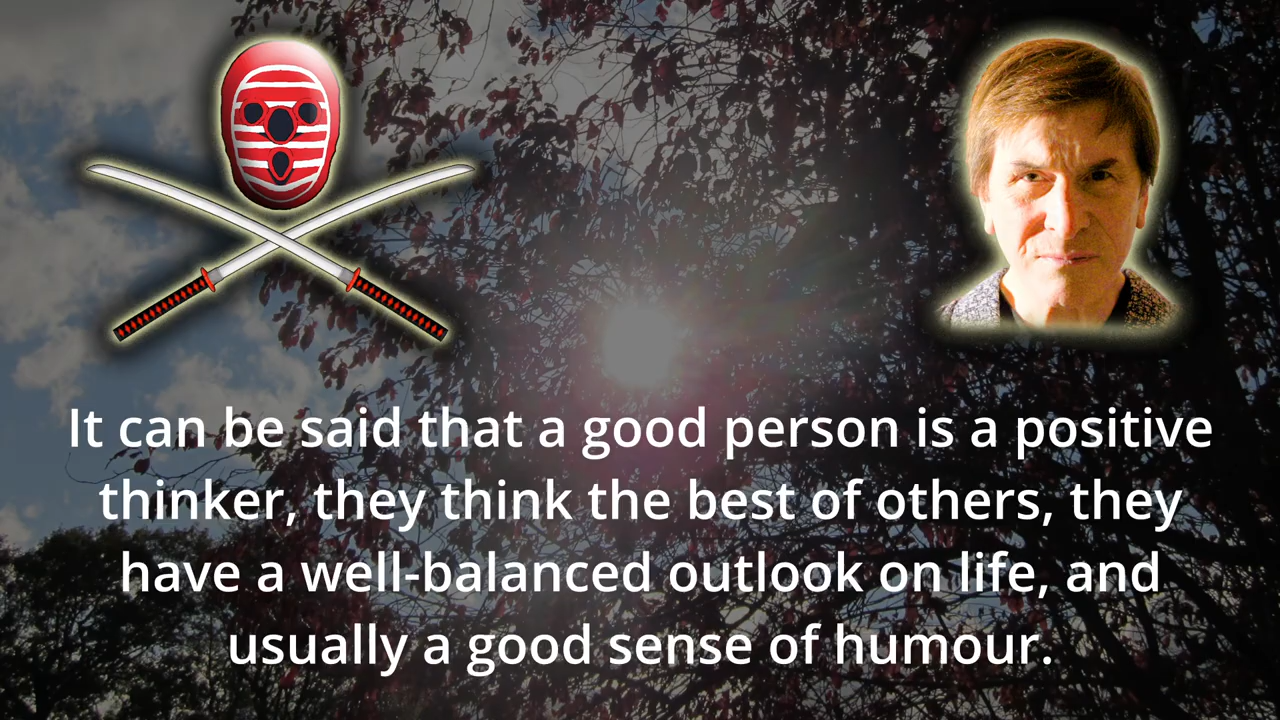 It can be said that a good person is a positive
thinker, they think the best of others, they
have a well-balanced outlook on life, and
usually a good sense of humour.